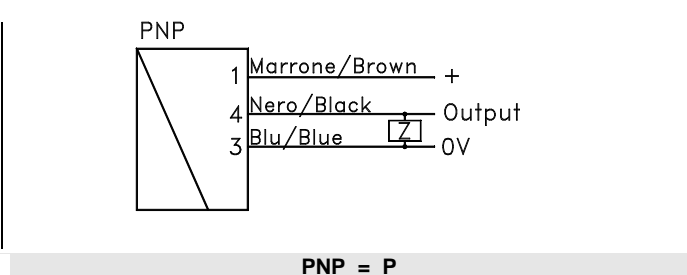 PNP
1 Marrone/Brown +
4 Nero/Black Output
Z
3 Blu/Blue 0V
PNP = P